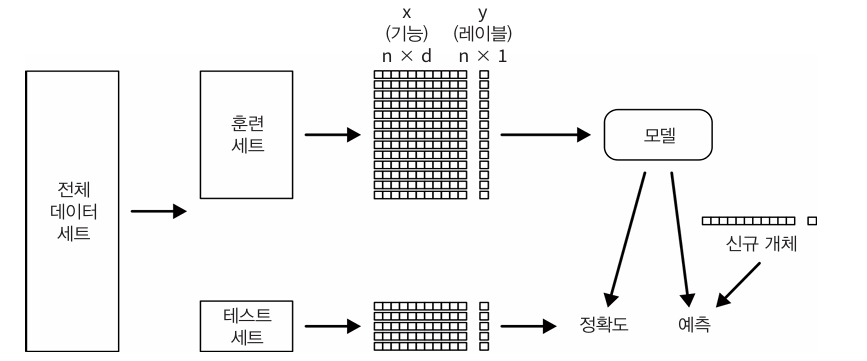 x
(기능)
n × d
y
(레이블)
n × 1
전체
데이터
세트
훈련
세트
모델
신규 개체
테스트
세트
정확도
예측